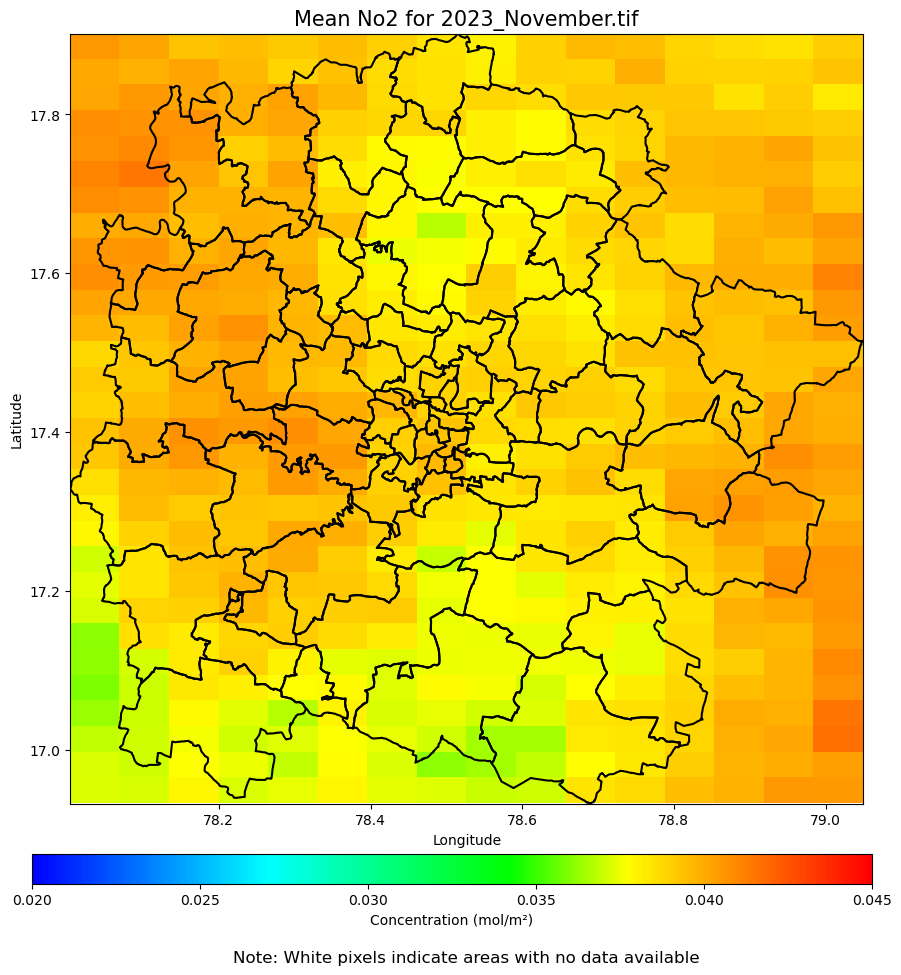 Mean No2 for 2023_November.tif
17.8
17.6
17.4
17.2
17.0
Latitude
78.2 78.4 78.6 78.8 79.0
Longitude
0.020 0.025 0.030 0.035 0.040 0.045
Concentration (mol/m²)
Note: White pixels indicate areas with no data available